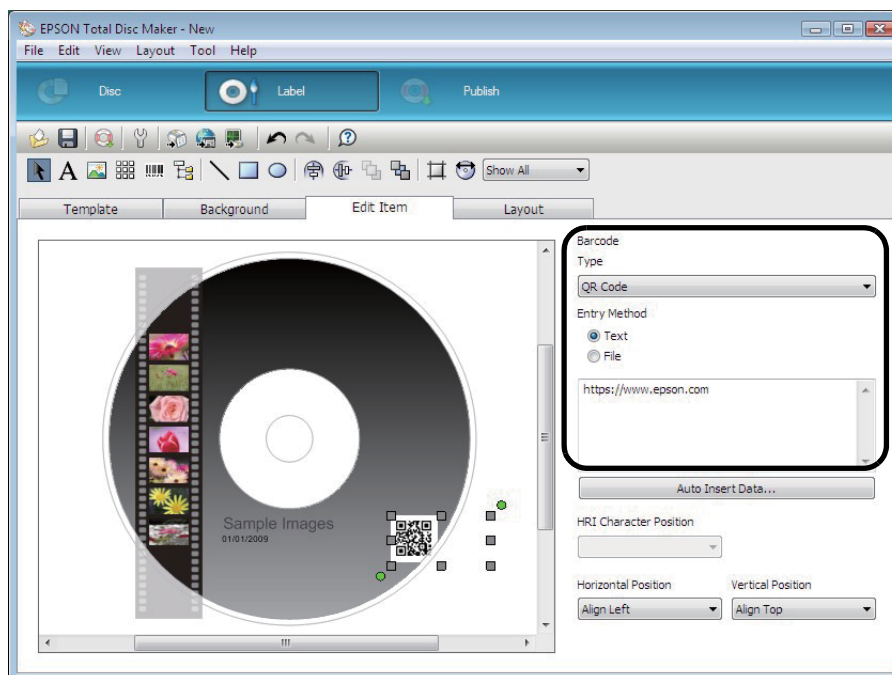 EPSON Total Disc Maker - New
File Edit View Layout Tool Help
Disc Label Publish
A Show All
Template Background Edit Item Layout
Barcode
Type
QR Code
Entry Method
Text
File
https://www.epson.com
Auto Insert Data...
Sample Images
01/01/2009
HRI Character Position
Horizontal Position Vertical Position
Align Left Align Top